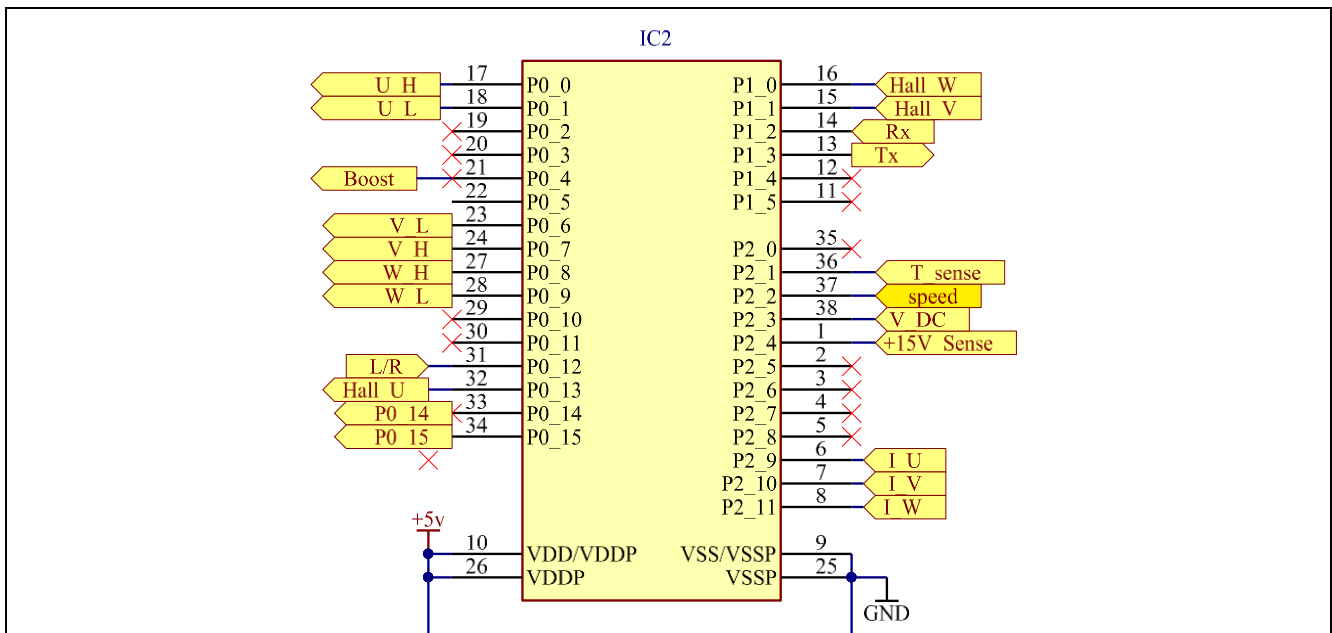 IC2
U_H 17 P0_0 P1_0 16 Hall_W
U_L 18 P0_1 P1_1 15 Hall_V
19 P0_2 P1_2 14 Rx
20 P0_3 P1_3 13 Tx
Boost 21 P0_4 P1_4 12
22 P0_5 P1_5 11
V_L 23 P0_6
V_H 24 P0_7 P2_0 35
W_H 27 P0_8 P2_1 36 T_sense
W_L 28 P0_9 P2_2 37 speed
29 P0_10 P2_3 38 V_DC
30 P0_11 P2_4 1 +15V_Sense
L/R 31 P0_12 P2_5 2
Hall_U 32 P0_13 P2_6 3
P0_14 33 P0_14 P2_7 4
P0_15 34 P0_15 P2_8 5
P2_9 6 I_U
P2_10 7 I_V
P2_11 8 I_W
+5v
10 VDD/VDDP VSS/VSSP 9
26 VDDP VSSP 25
GND